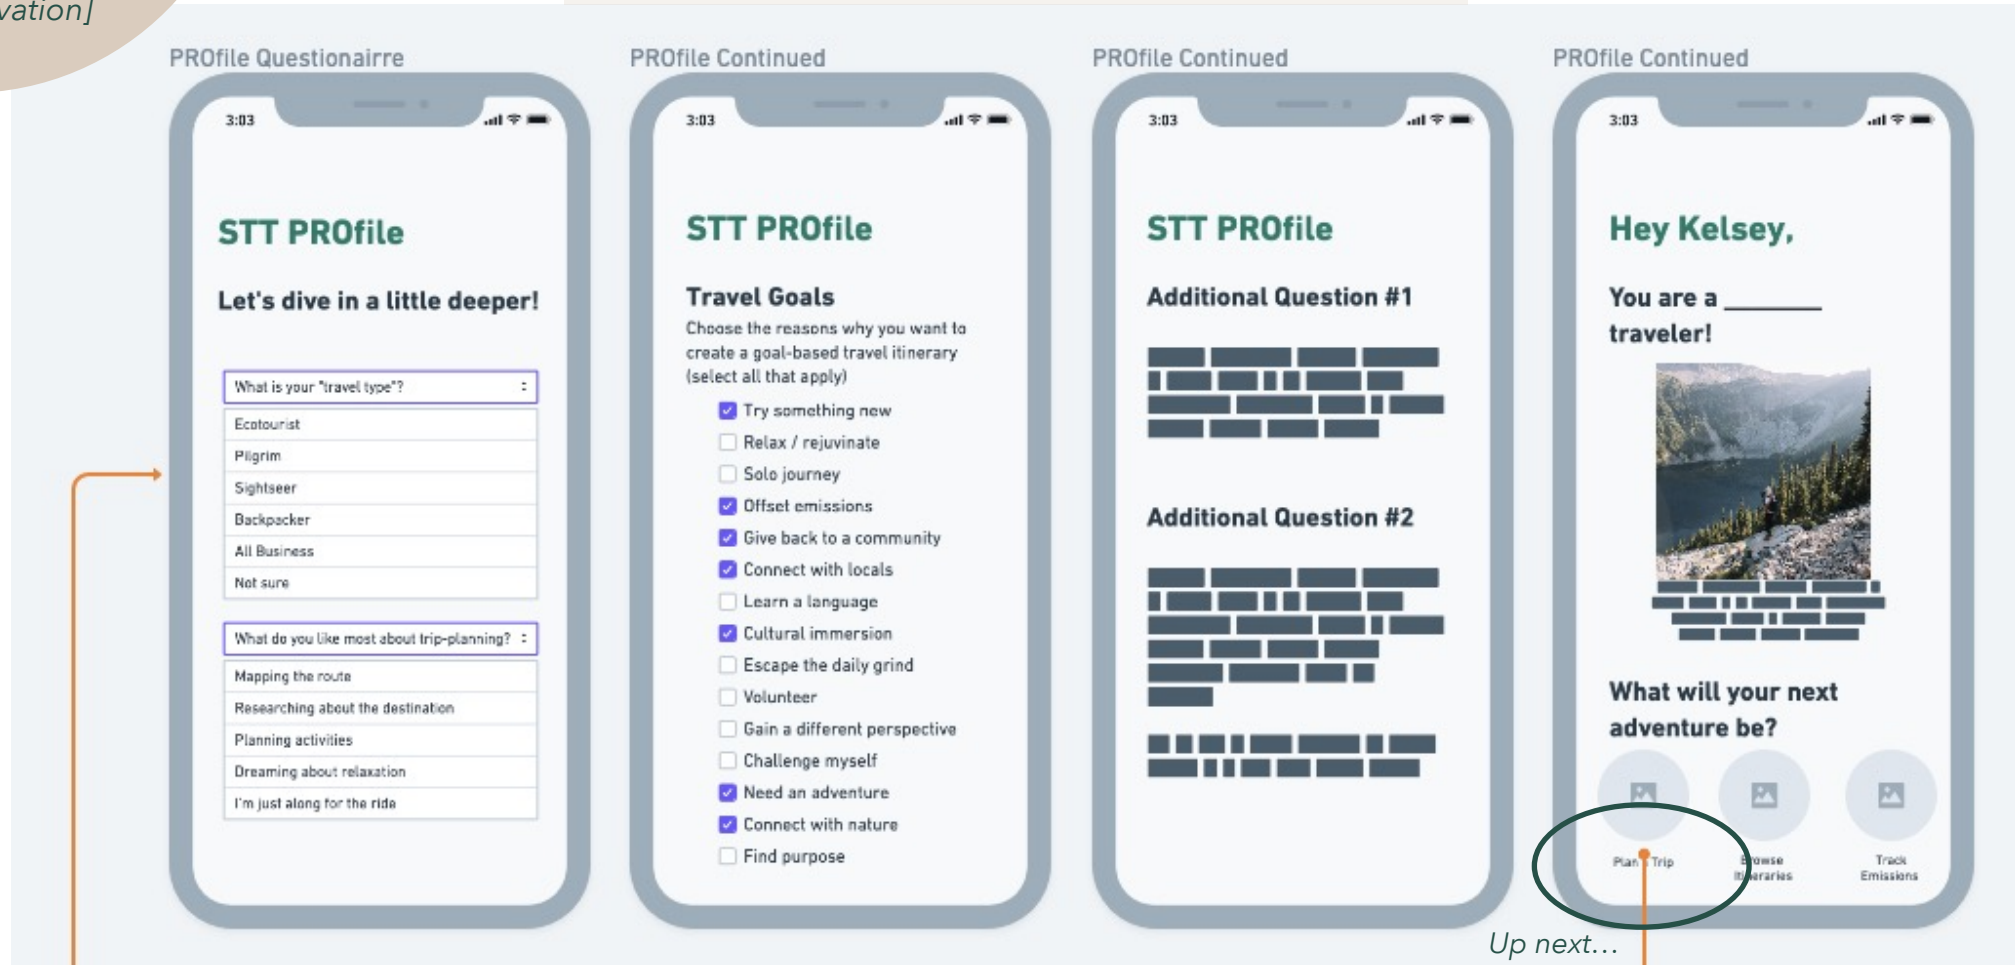 vation]
PROfile Questionairre
3:03
STT PROfile
Let's dive in a little deeper!
What is your "travel type"?
Ecotourist
Pilgrim
Sightseer
Backpacker
All Business
Not sure
What do you like most about trip-planning?
Mapping the route
Researching about the destination
Planning activities
Dreaming about relaxation
I'm just along for the ride
PROfile Continued
3:03
STT PROfile
Travel Goals
Choose the reasons why you want to
create a goal-based travel itinerary
(select all that apply)
Try something new
Relax / rejuvinate
Solo journey
Offset emissions
Give back to a community
Connect with locals
Learn a language
Cultural immersion
Escape the daily grind
Volunteer
Gain a different perspective
Challenge myself
Need an adventure
Connect with nature
Find purpose
PROfile Continued
3:03
STT PROfile
Additional Question #1
Additional Question #2
PROfile Continued
3:03
Hey Kelsey,
You are a ______
traveler!
What will your next
adventure be?
Plan Trip
Browse
Itineraries
Track
Emissions
Up next...